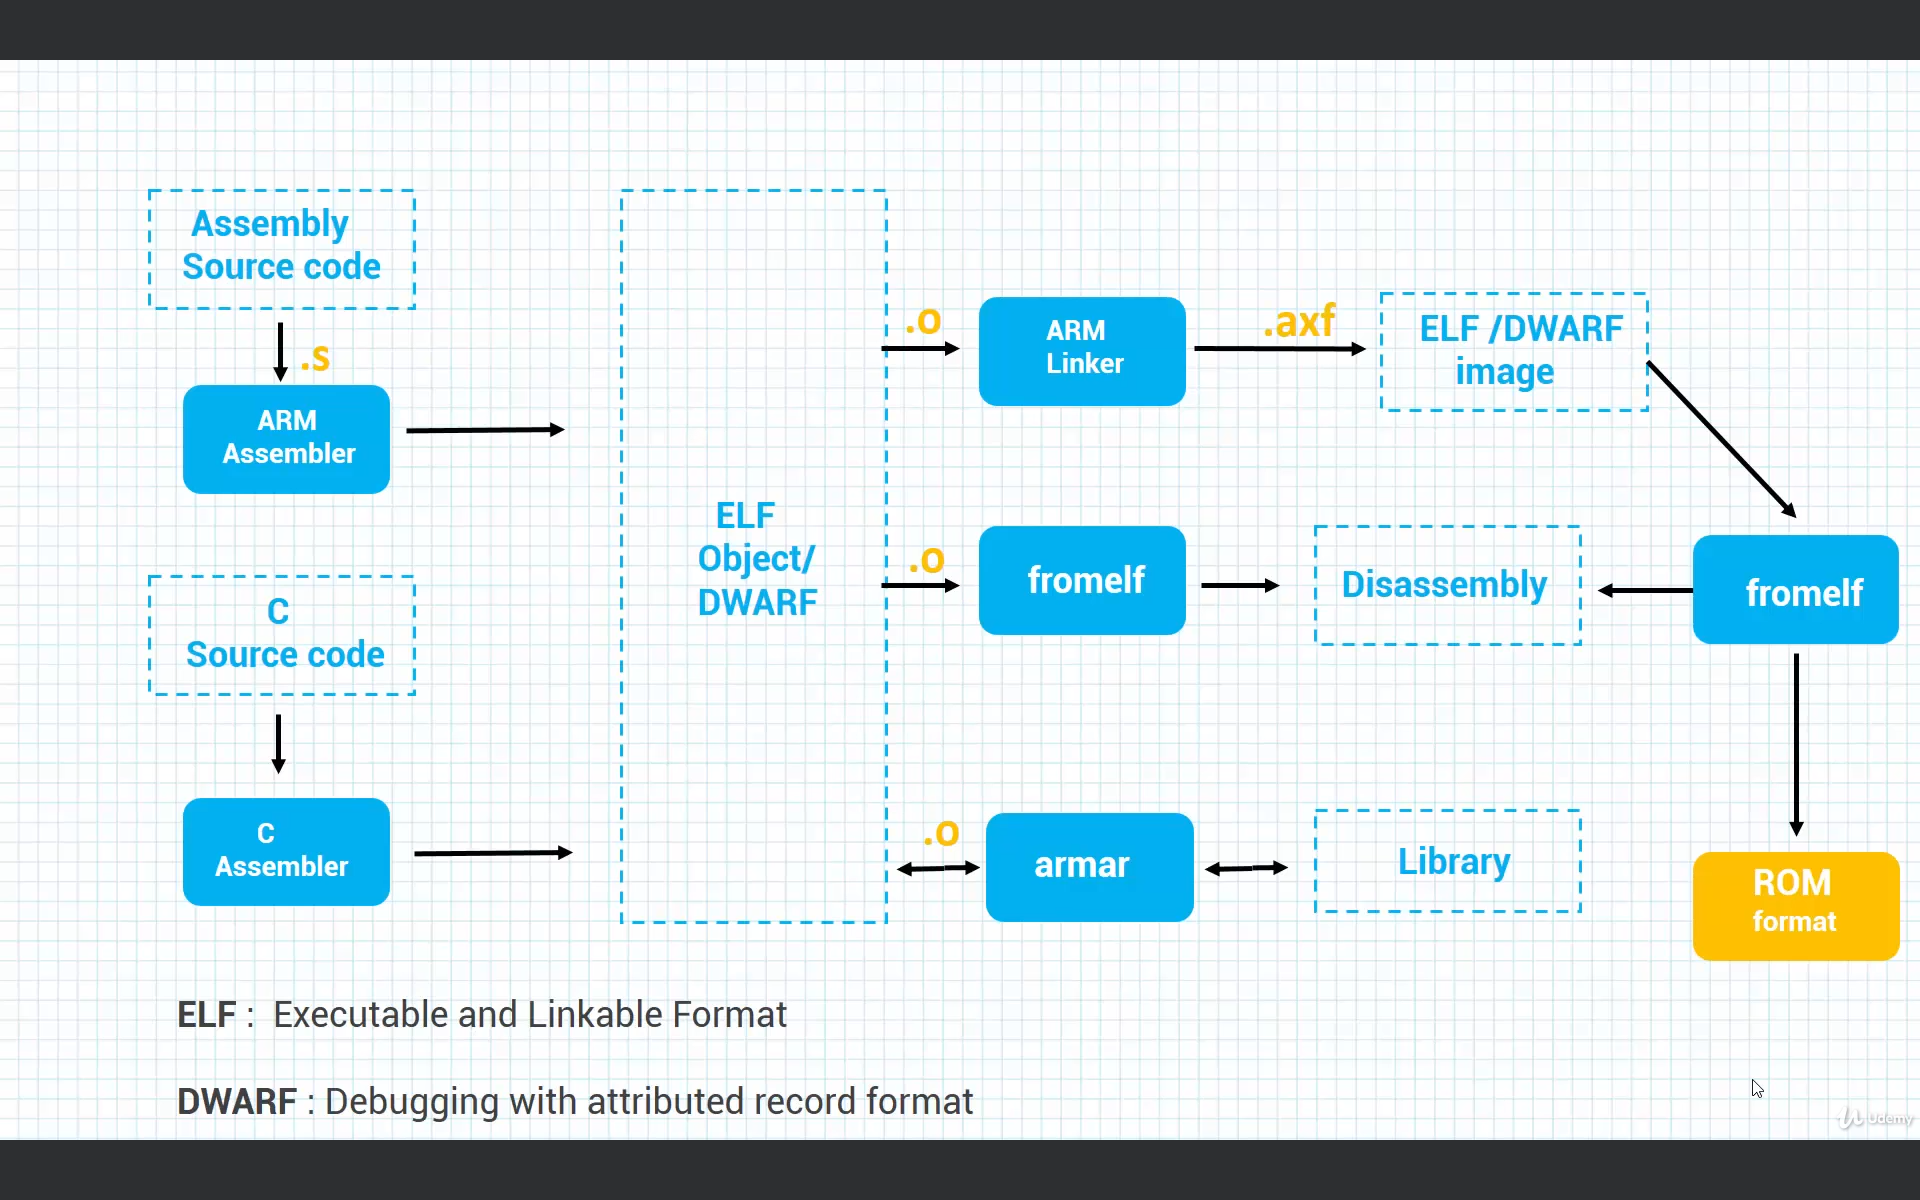 Assembly
Source code
.s
ARM
Assembler
C
Source code
C
Assembler
ELF
Object/
DWARF
.o
ARM
Linker
.axf
ELF /DWARF
image
.o
fromelf
Disassembly
fromelf
.o
armar
Library
ROM
format
ELF : Executable and Linkable Format
DWARF : Debugging with attributed record format
Udemy